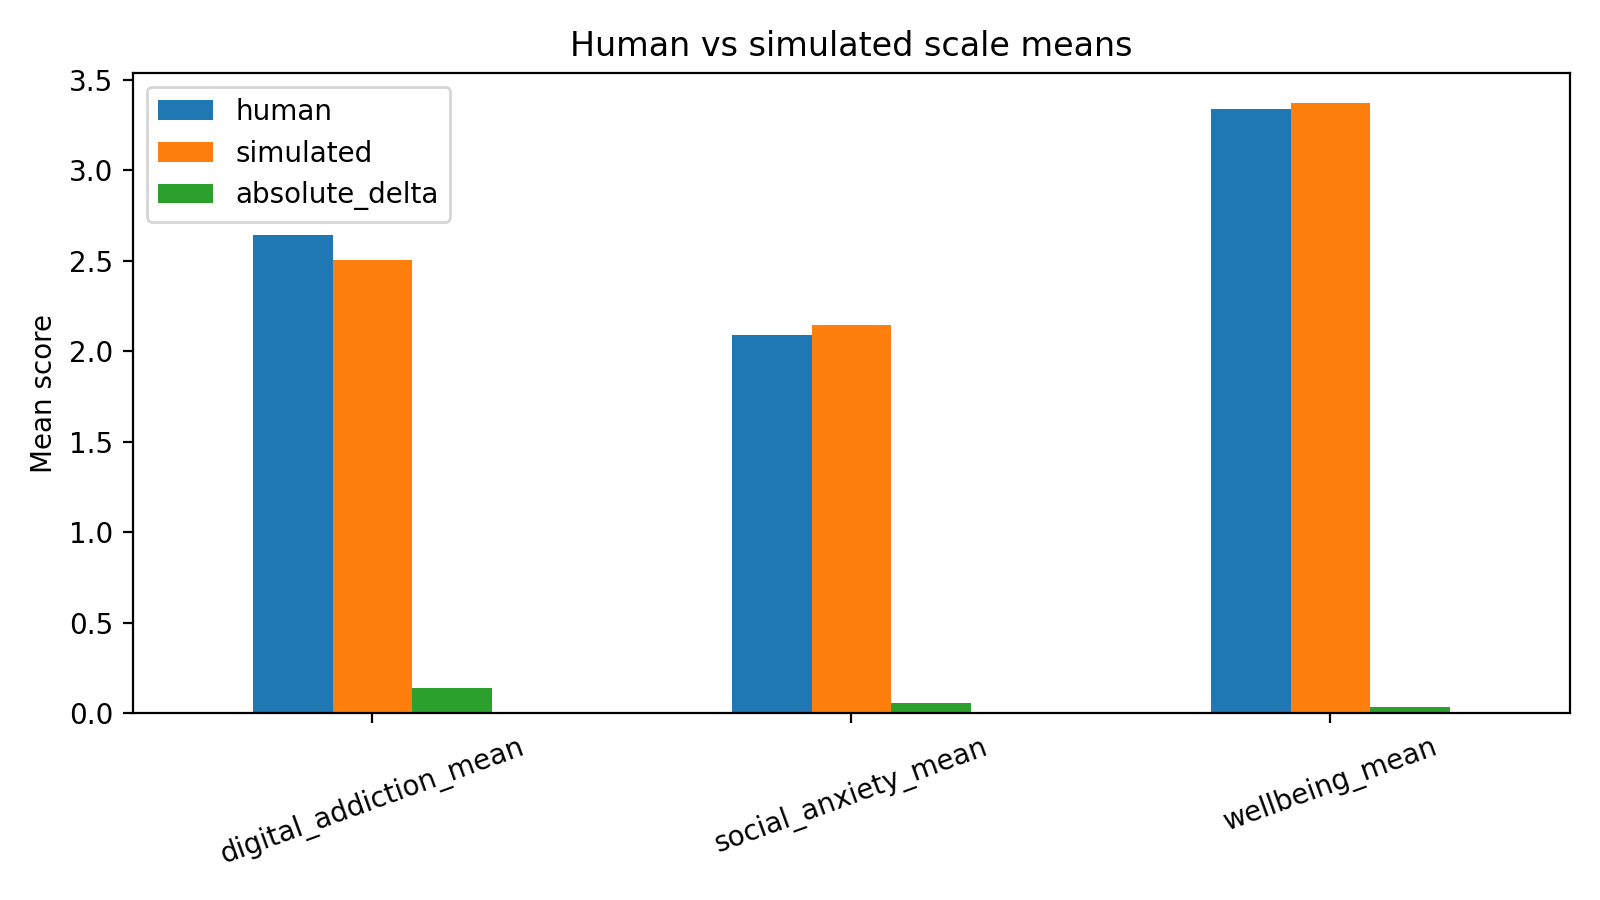 Human vs simulated scale means
human
simulated
absolute_delta
Mean score
3.5
3.0
2.5
2.0
1.5
1.0
0.5
0.0
digital_addiction_mean
social_anxiety_mean
wellbeing_mean